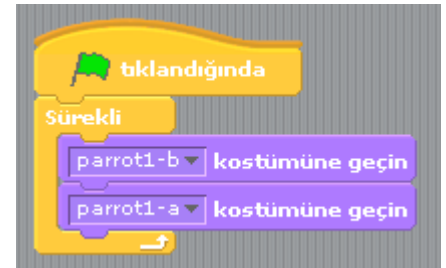 tıklandığında
Sürekli
parrot1-b kostümüne geçin
parrot1-a kostümüne geçin